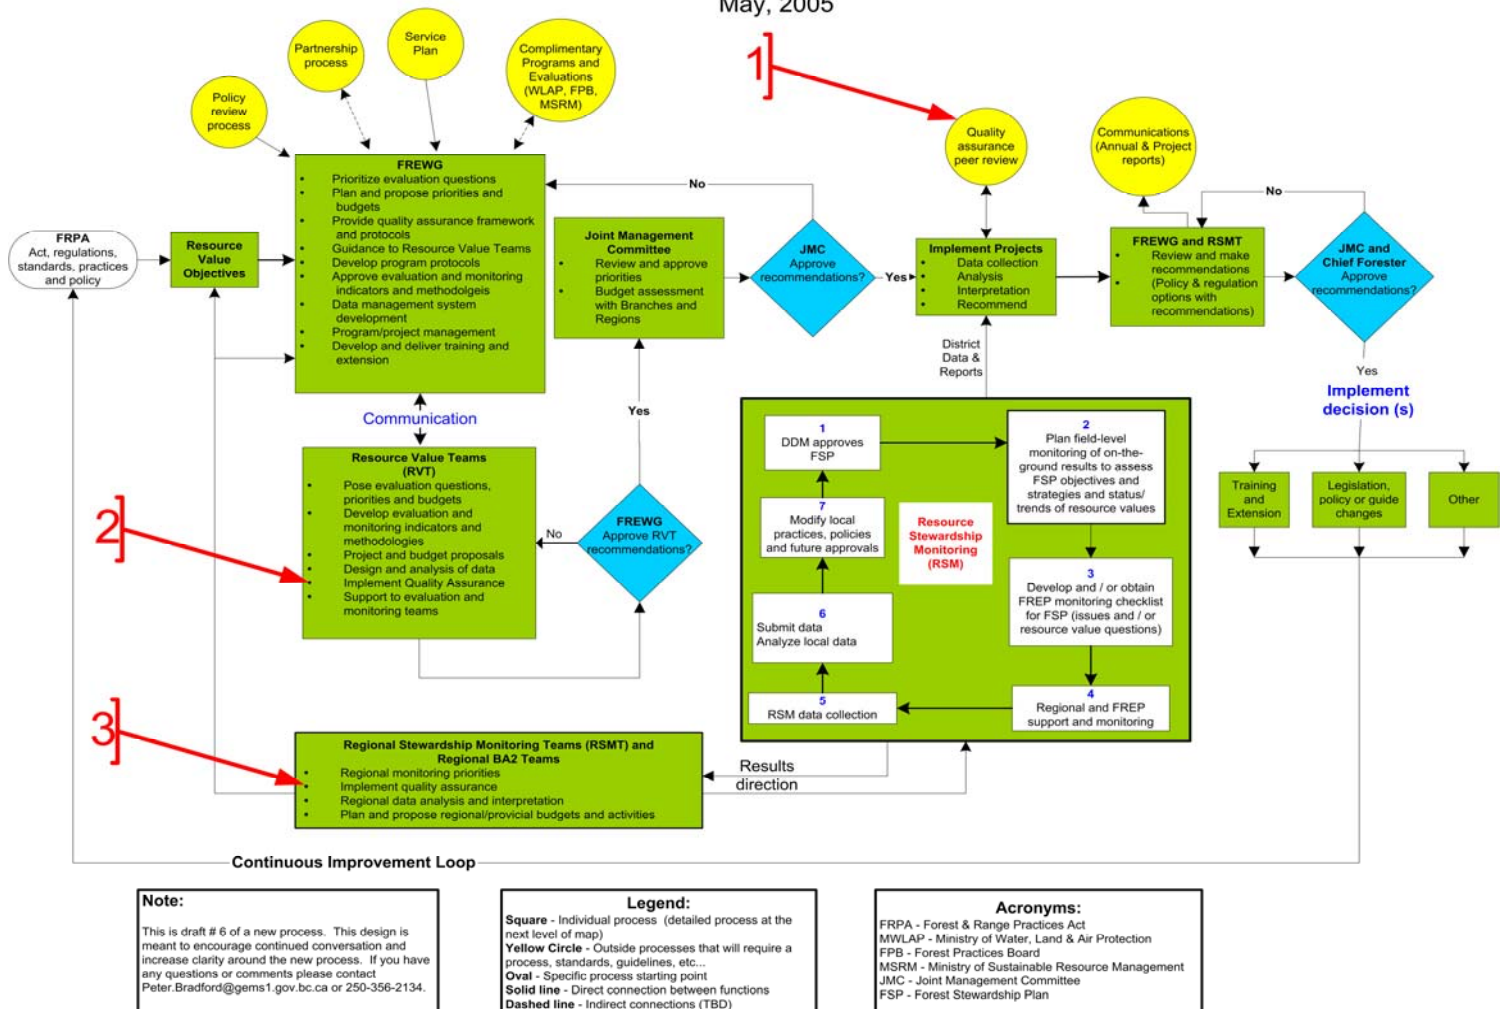 May, 2005
1
Policy
review
process
Partnership
process
Service
Plan
Complimentary
Programs and
Evaluations
(WLAP, FPB,
MSRM)
Quality
assurance
peer review
Communications
(Annual & Project
reports)
FRPA
Act, regulations,
standards, practices
and policy
Resource
Value
Objectives
FREWG
• Prioritize evaluation questions
• Plan and propose priorities and
budgets
• Provide quality assurance framework
and protocols
• Guidance to Resource Value Teams
• Develop program protocols
• Approve evaluation and monitoring
indicators and methodolgeis
• Data management system
development
• Program/project management
• Develop and deliver training and
extension
No
Joint Management
Committee
• Review and approve
priorities
• Budget assessment
with Branches and
Regions
JMC
Approve
recommendations?
Yes
Implement Projects
• Data collection
• Analysis
• Interpretation
• Recommend
FREWG and RSMT
• Review and make
recommendations
• (Policy & regulation
options with
recommendations)
No
JMC and
Chief Forester
Approve
recommendations?
Yes
Implement
decision (s)
Training
and
Extension
Legislation,
policy or guide
changes
Other
Communication
2
Resource Value Teams
(RVT)
• Pose evaluation questions,
priorities and budgets
• Develop evaluation and
monitoring indicators and
methodologies
• Project and budget proposals
• Design and analysis of data
• Implement Quality Assurance
• Support to evaluation and
monitoring teams
No
FREWG
Approve RVT
recommendations?
Yes
District
Data &
Reports
1
DDM approves
FSP
2
Plan field-level
monitoring of on-the-
ground results to assess
FSP objectives and
strategies and status/
trends of resource values
7
Modify local
practices, policies
and future approvals
Resource
Stewardship
Monitoring
(RSM)
3
Develop and / or obtain
FREP monitoring checklist
for FSP (issues and / or
resource value questions)
6
Submit data
Analyze local data
4
Regional and FREP
support and monitoring
5
RSM data collection
3
Regional Stewardship Monitoring Teams (RSMT) and
Regional BA2 Teams
• Regional monitoring priorities
• Implement quality assurance
• Regional data analysis and interpretation
• Plan and propose regional/provicial budgets and activities
Results
direction
Continuous Improvement Loop
Note:
This is draft # 6 of a new process. This design is
meant to encourage continued conversation and
increase clarity around the new process. If you have
any questions or comments please contact
Peter.Bradford@gems1.gov.bc.ca or 250-356-2134.
Legend:
Square - Individual process (detailed process at the
next level of map)
Yellow Circle - Outside processes that will require a
process, standards, guidelines, etc...
Oval - Specific process starting point
Solid line - Direct connection between functions
Dashed line - Indirect connections (TBD)
Acronyms:
FRPA - Forest & Range Practices Act
MWLAP - Ministry of Water, Land & Air Protection
FPB - Forest Practices Board
MSRM - Ministry of Sustainable Resource Management
JMC - Joint Management Committee
FSP - Forest Stewardship Plan